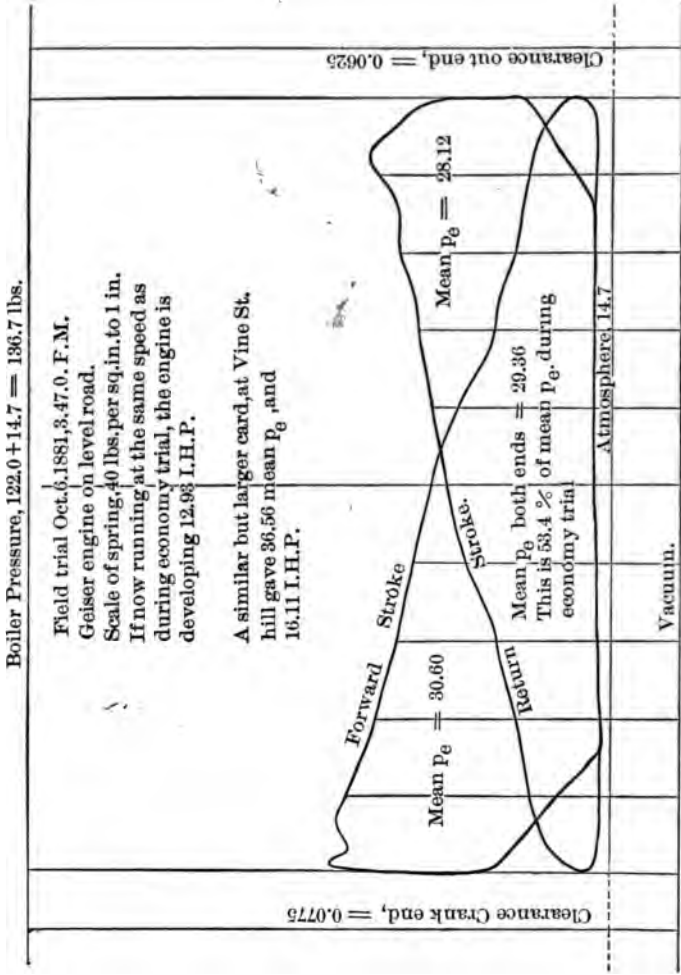 Boiler Pressure, 122.0+14.7 = 136.7 lbs.
Field trial Oct.6.1881,3.47.0. P.M.
Geiser engine on level road.
Scale of spring,40 lbs.per sq.in.to 1 in.
If now running at the same speed as
during economy trial, the engine is
developing 12.93 I.H.P.
A similar but larger card,at Vine St.
hill gave 36.56 mean pe ,and
16.11 I.H.P.
Clearance Crank end, = 0.0775
Clearance out end, = 0.0625
Forward Stroke
Mean pe = 30.60
Mean pe = 28.12
Return Stroke.
Mean pe both ends = 29.36
This is 53.4 % of mean pe. during
economy trial
Atmosphere, 14.7
Vacuum.